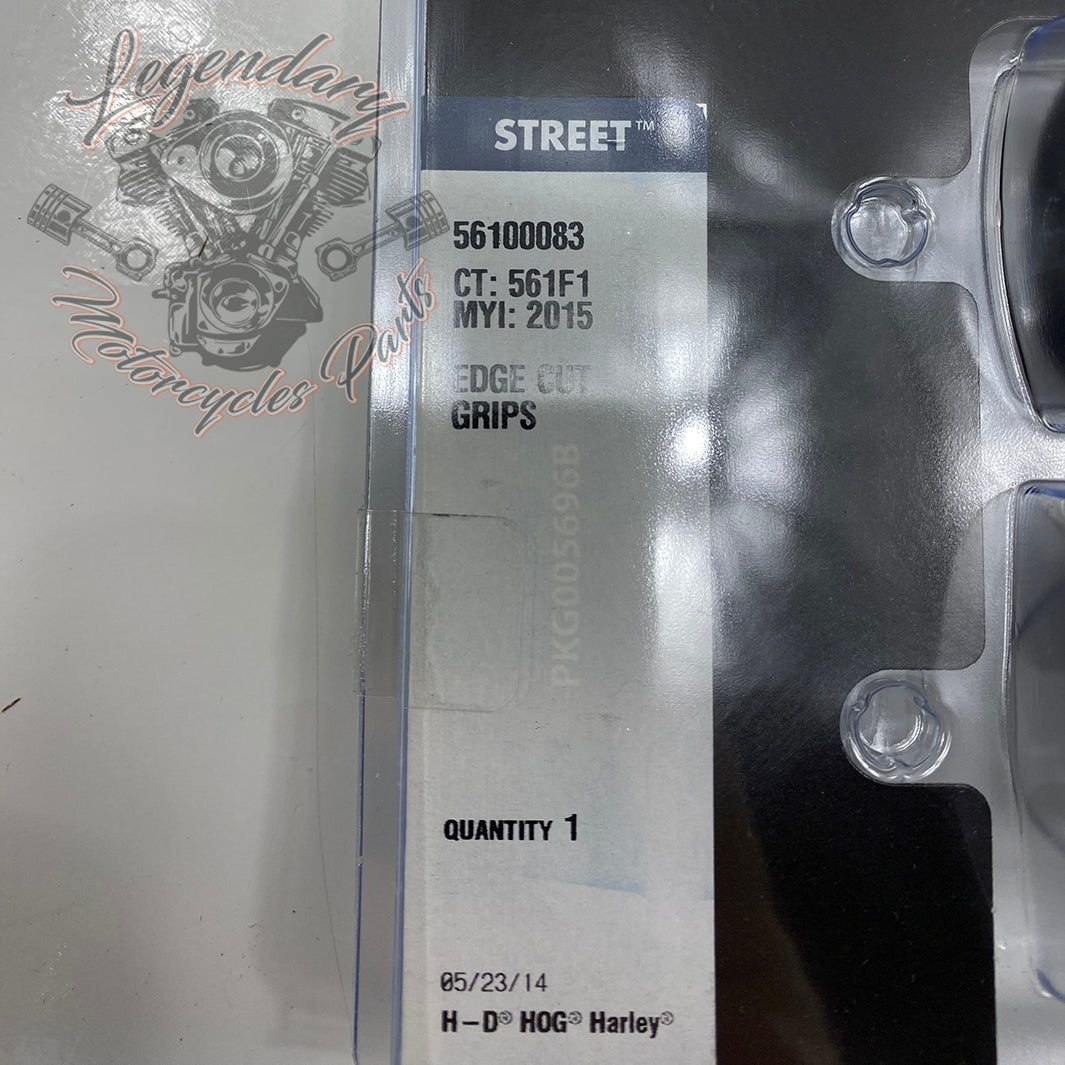 Legendary
Motorcycles Parts
STREET™
56100083
CT: 561F1
MYI: 2015
EDGE CUT
GRIPS
PKG005696B
QUANTITY 1
05/23/14
H-D® HOG® Harley®